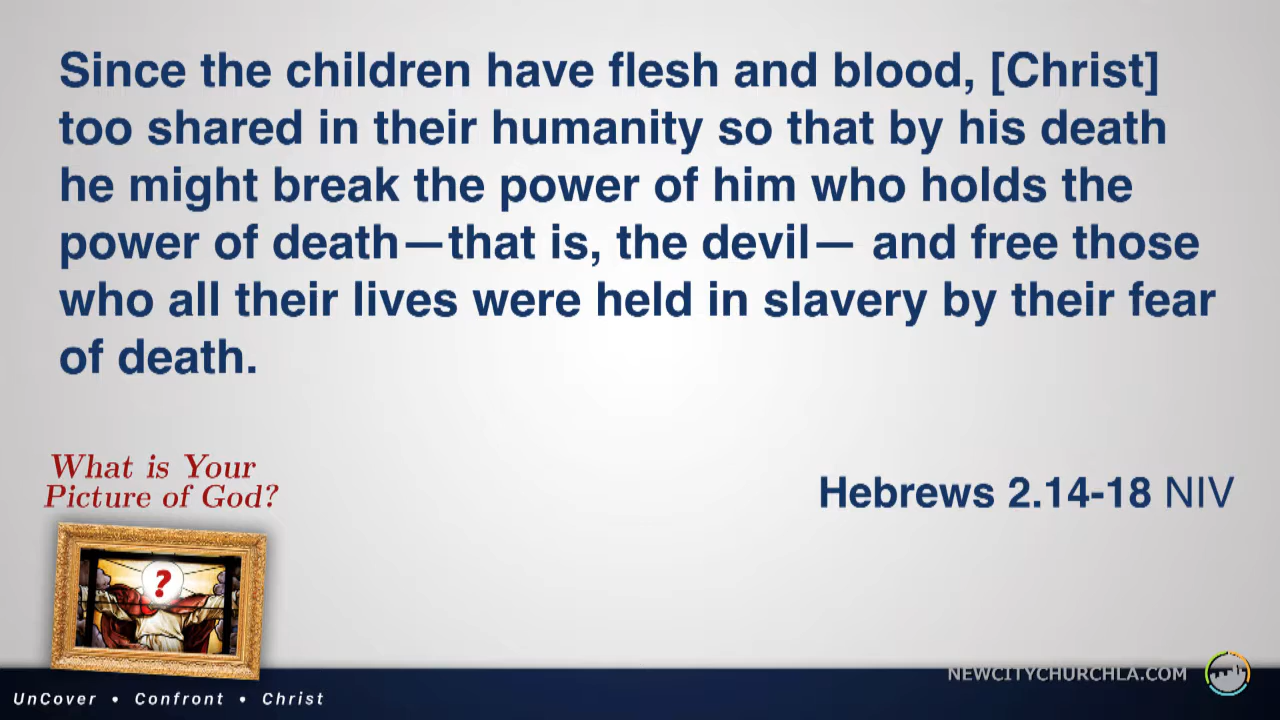 Since the children have flesh and blood, [Christ]
too shared in their humanity so that by his death
he might break the power of him who holds the
power of death—that is, the devil— and free those
who all their lives were held in slavery by their fear
of death.
What is Your
Picture of God?
Hebrews 2.14-18 NIV
?
NEWCITYCHURCHLA.COM
UnCover • Confront • Christ